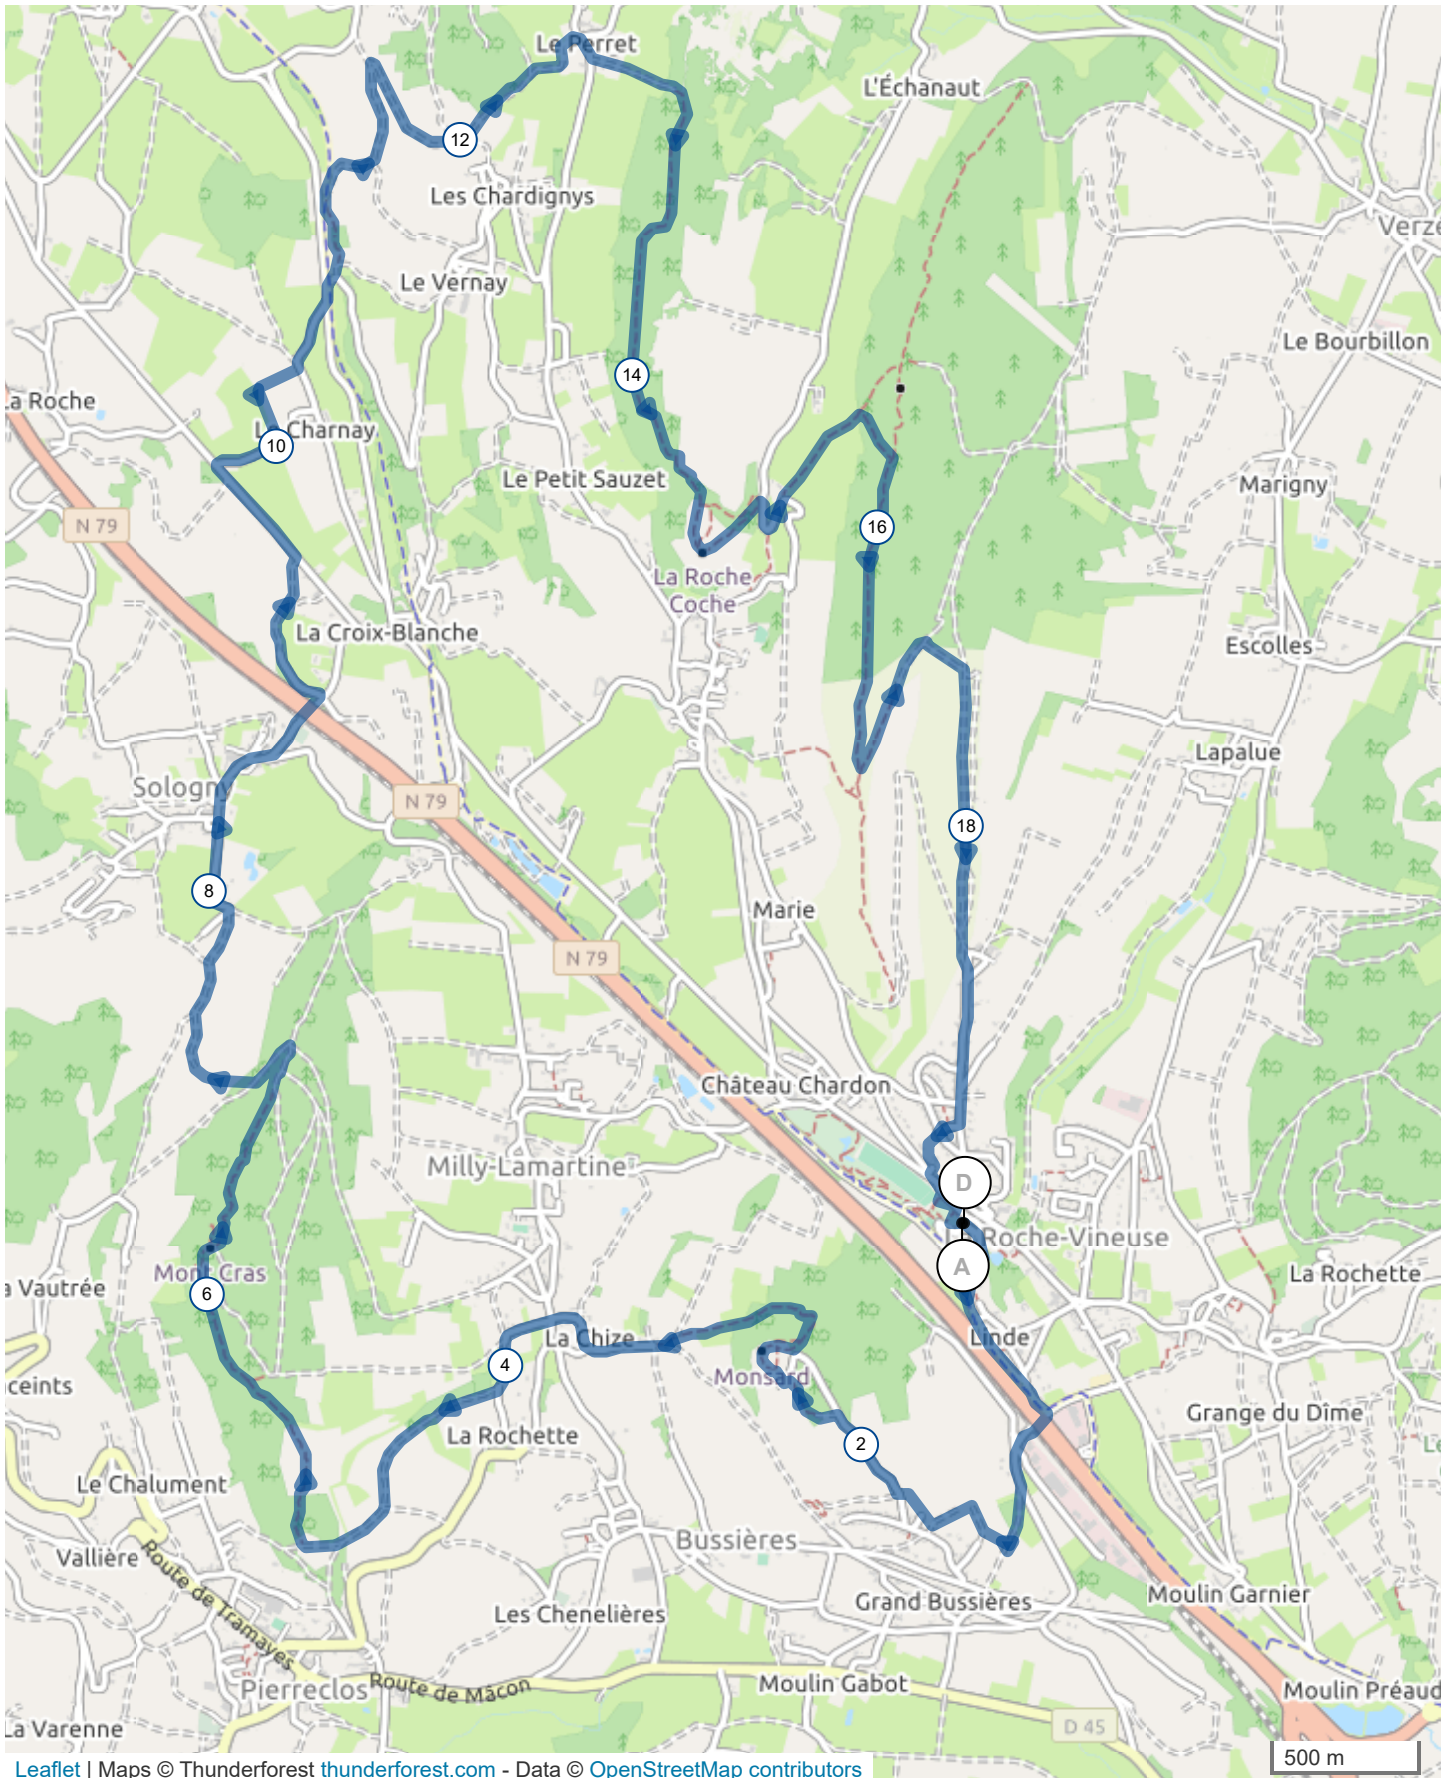 Le Perret
L'Échanaut
12
Les Chardignys
Verzé
Le Vernay
Le Bourbillon
14
La Roche
Charnay
10
Le Petit Sauzet
Marigny
N 79
16
La Roche
Coche
La Croix-Blanche
Escolles
Lapalue
Sologny
N 79
18
8
Marie
N 79
Château Chardon
Milly-Lamartine
D
Roche-Vineuse
A
Mont Cras
La Rochette
a Vautrée
6
La Chize
Linde
4
Monsard
ceints
Grange du Dîme
La Rochette
2
Le
Le Chalument
Bussières
Vallière
Route de Tramayes
Moulin Garnier
Grand Bussières
Les Chenelières
Moulin Gabot
Pierreclos
Route de Mâcon
Moulin Préaud
D 45
La Varenne
500 m
Leaflet | Maps © Thunderforest thunderforest.com - Data © OpenStreetMap contributors